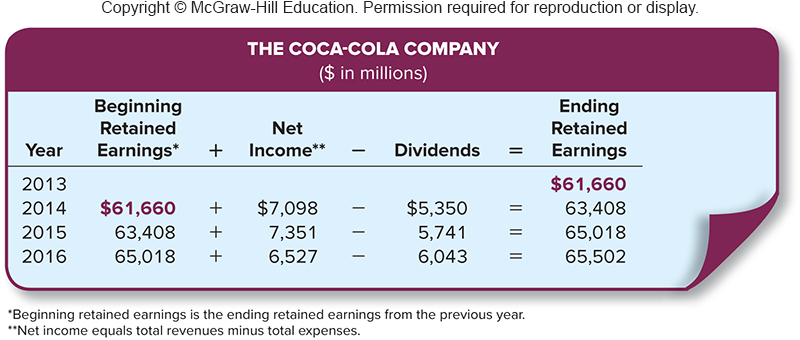 Copyright © McGraw-Hill Education. Permission required for reproduction or display.
THE COCA-COLA COMPANY
($ in millions)
Beginning Ending
Retained Net Retained
Year Earnings* + Income** − Dividends = Earnings
2013 $61,660
2014 $61,660 + $7,098 − $5,350 = 63,408
2015 63,408 + 7,351 − 5,741 = 65,018
2016 65,018 + 6,527 − 6,043 = 65,502
*Beginning retained earnings is the ending retained earnings from the previous year.
**Net income equals total revenues minus total expenses.